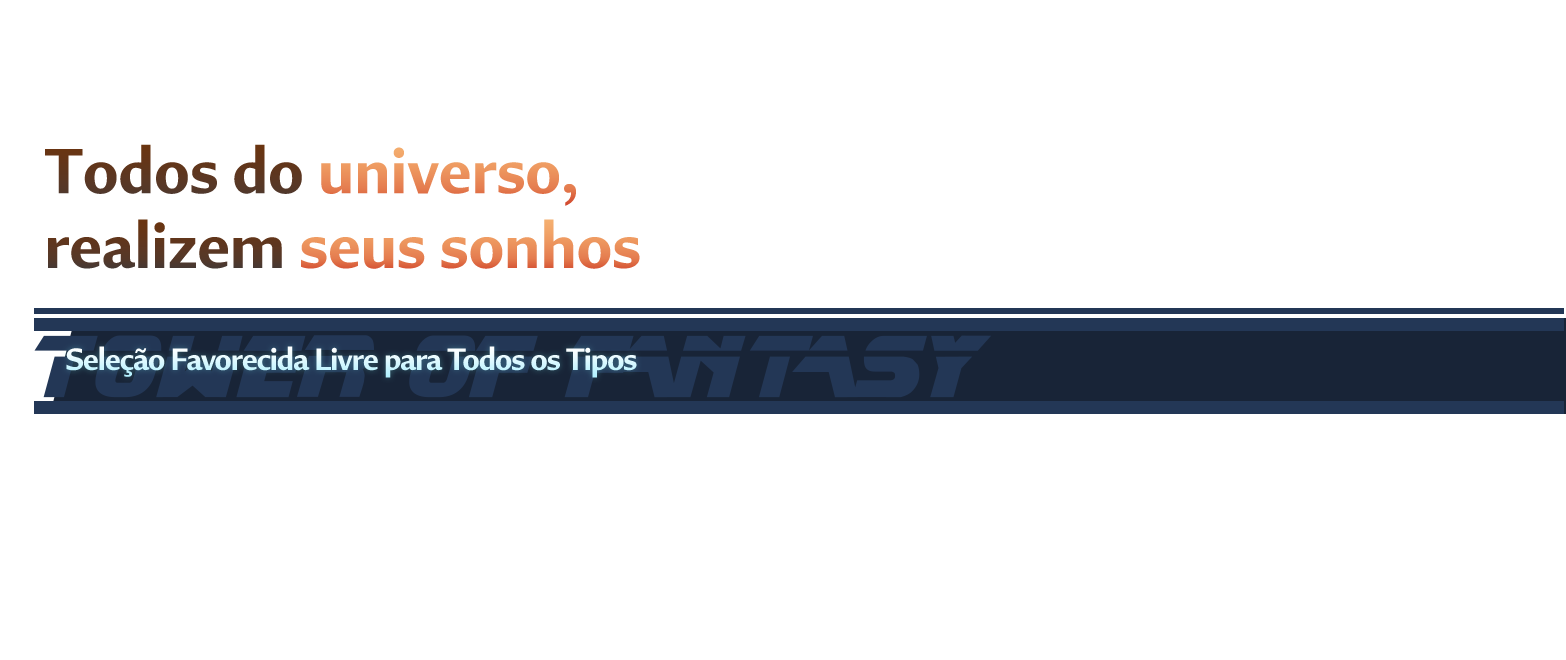 Todos do universo,
realizem seus sonhos
TOWER OF FANTASY
Seleção Favorecida Livre para Todos os Tipos